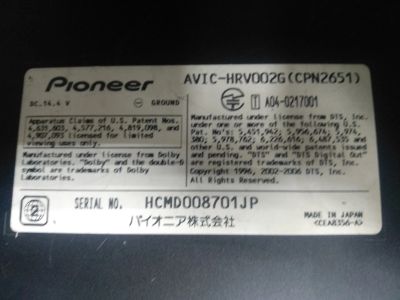 Pioneer
AVIC-HRV002G(CPN2651)
DC 14.4 V
GROUND
A04-0217001
Apparatus Claims of U.S. Patent Nos.
4,631,603, 4,577,216, 4,819,098, and
4,907,093 licensed for limited
viewing uses only.
Manufactured under license from Dolby
Laboratories. "Dolby" and the double-D
symbol are trademarks of Dolby
Laboratories.
Manufactured under license from DTS, Inc.
under one of more of the following U.S.
Patents No's: 5,451,942; 5,956,674; 5,974,
380; 5,978,762; 6,226,616; 6,487,535 and
other U.S. and world-wide patents issued
and pending. "DTS" and "DTS Digital Out"
are registered trademarks of DTS, Inc.
Copyright 1996, 2002-2006 DTS, Inc.
2
SERIAL NO. HCMD008701JP
パイオニア株式会社
MADE IN JAPAN
<CEA8356-A>